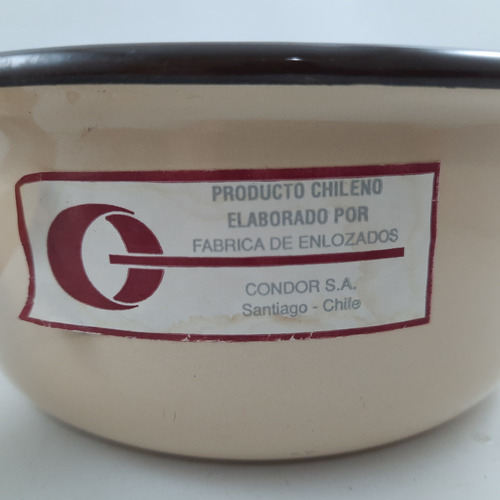 PRODUCTO CHILENO
ELABORADO POR
FABRICA DE ENLOZADOS
CONDOR S.A.
Santiago - Chile